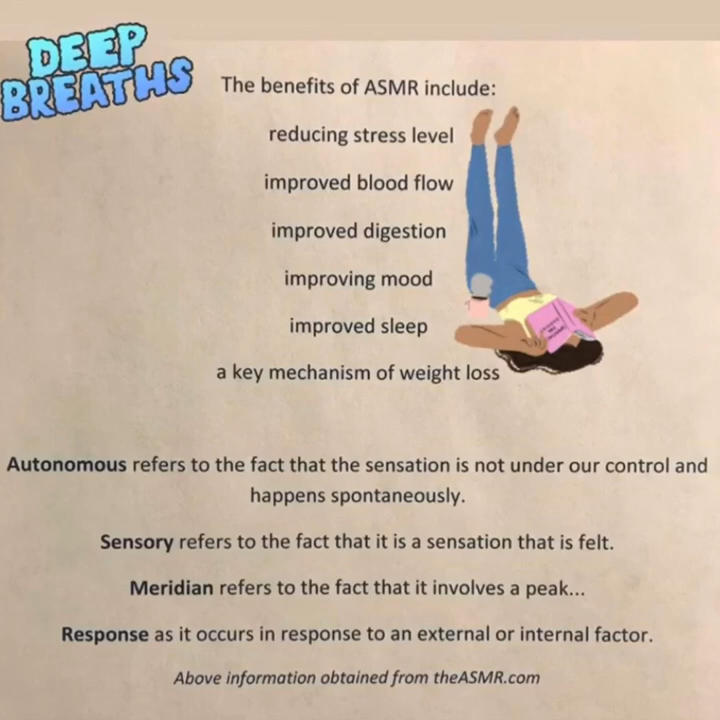 DEEP
BREATHS
The benefits of ASMR include:
reducing stress level
improved blood flow
improved digestion
improving mood
improved sleep
a key mechanism of weight loss
Autonomous refers to the fact that the sensation is not under our control and
happens spontaneously.
Sensory refers to the fact that it is a sensation that is felt.
Meridian refers to the fact that it involves a peak...
Response as it occurs in response to an external or internal factor.
Above information obtained from theASMR.com